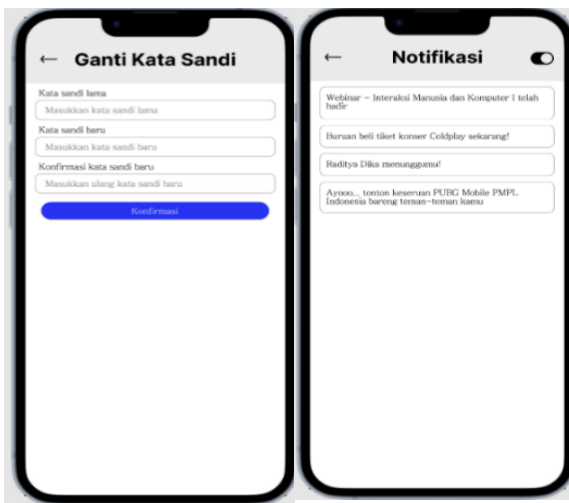 Ganti Kata Sandi
Kata sandi lama
Masukkan kata sandi lama
Kata sandi baru
Masukkan kata sandi baru
Konfirmasi kata sandi baru
Masukkan ulang kata sandi baru
Konfirmasi
Notifikasi
Webinar - Interaksi Manunia dan Komputer I telah
hadir
Buruan beli tiket konser Coldplay sekarang!
Raditya Dika menunggumu!
Ayooo... tonton keseruan PUBG Mobile PMPL
Indonesia bareng teman-teman kamu